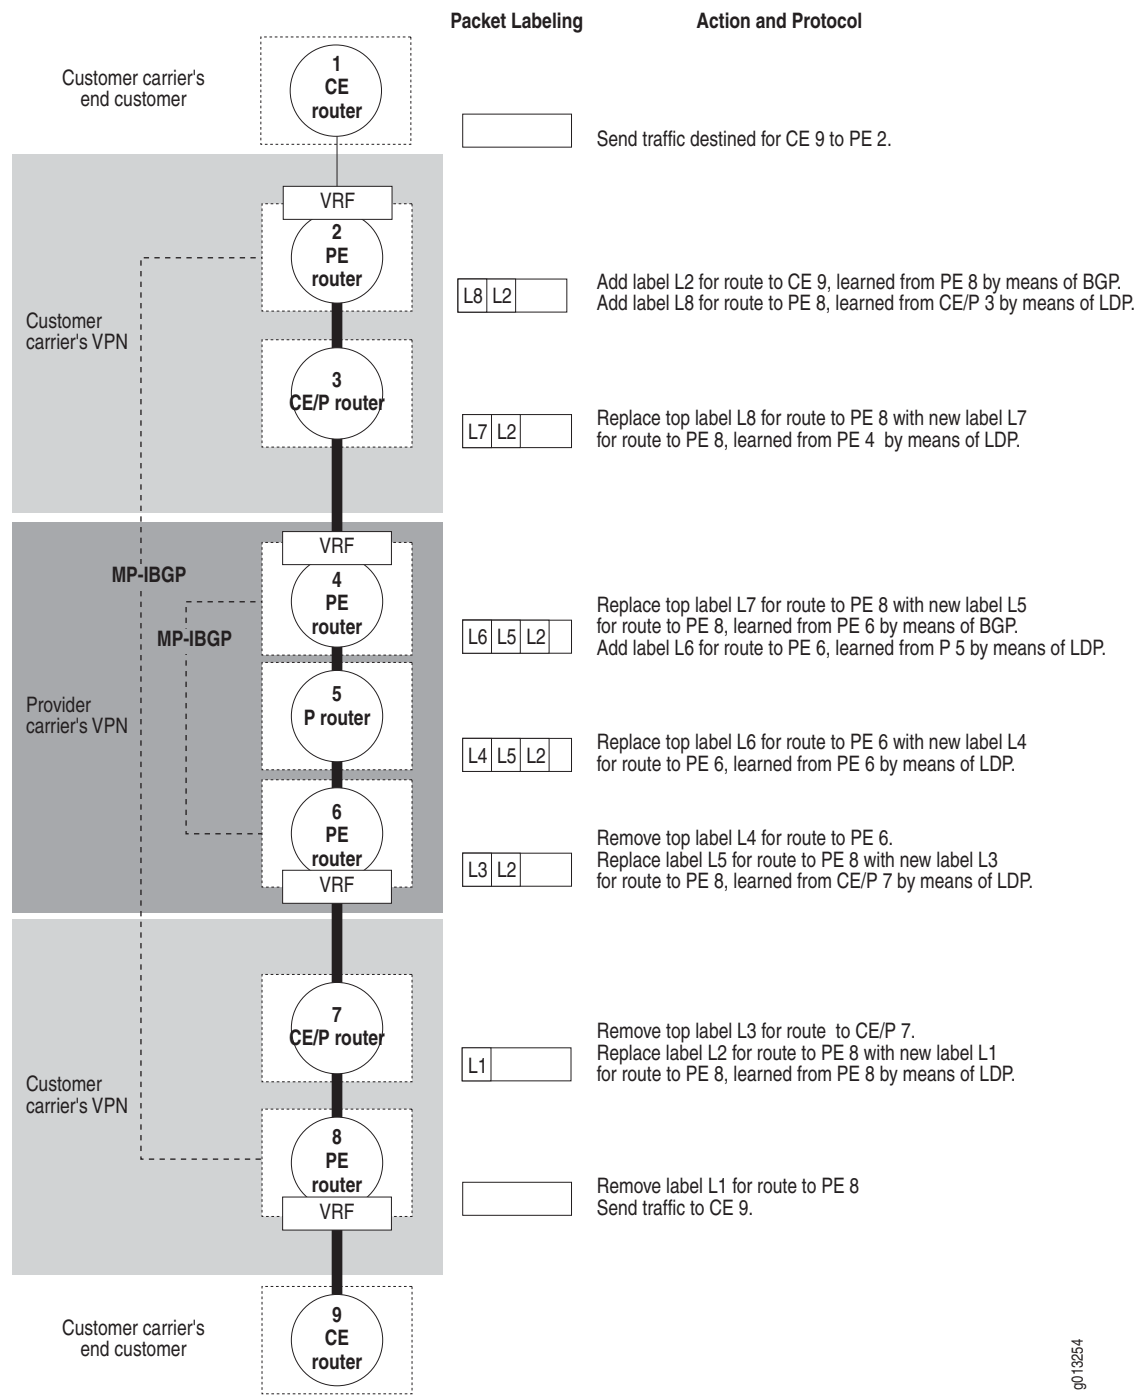 Packet Labeling
Action and Protocol
Customer carrier's
end customer
1
CE
router
Send traffic destined for CE 9 to PE 2.
VRF
2
PE
router
L8 L2
Add label L2 for route to CE 9, learned from PE 8 by means of BGP.
Add label L8 for route to PE 8, learned from CE/P 3 by means of LDP.
Customer
carrier's VPN
3
CE/P router
L7 L2
Replace top label L8 for route to PE 8 with new label L7
for route to PE 8, learned from PE 4 by means of LDP.
VRF
MP-IBGP
4
PE
router
MP-IBGP
L6 L5 L2
Replace top label L7 for route to PE 8 with new label L5
for route to PE 8, learned from PE 6 by means of BGP.
Add label L6 for route to PE 6, learned from P 5 by means of LDP.
Provider
carrier's VPN
5
P router
L4 L5 L2
Replace top label L6 for route to PE 6 with new label L4
for route to PE 6, learned from PE 6 by means of LDP.
6
PE
router
VRF
L3 L2
Remove top label L4 for route to PE 6.
Replace label L5 for route to PE 8 with new label L3
for route to PE 8, learned from CE/P 7 by means of LDP.
7
CE/P router
L1
Remove top label L3 for route to CE/P 7.
Replace label L2 for route to PE 8 with new label L1
for route to PE 8, learned from PE 8 by means of LDP.
Customer
carrier's VPN
8
PE
router
VRF
Remove label L1 for route to PE 8
Send traffic to CE 9.
Customer carrier's
end customer
9
CE
router
g013254